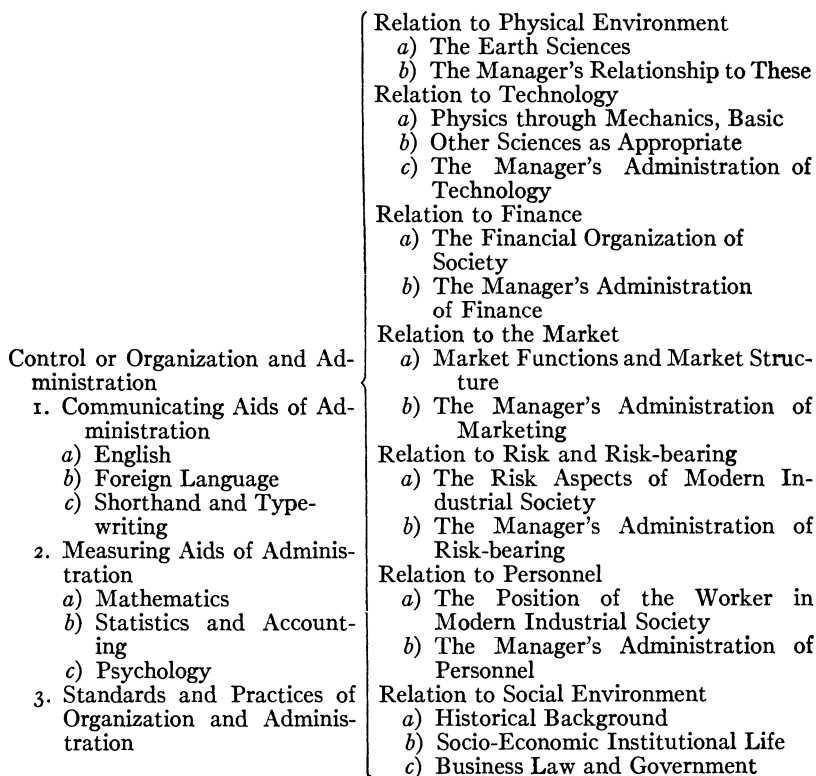 Control or Organization and Ad-
ministration
1. Communicating Aids of Ad-
ministration
a) English
b) Foreign Language
c) Shorthand and Type-
writing
2. Measuring Aids of Adminis-
tration
a) Mathematics
b) Statistics and Account-
ing
c) Psychology
3. Standards and Practices of
Organization and Adminis-
tration
Relation to Physical Environment
a) The Earth Sciences
b) The Manager's Relationship to These
Relation to Technology
a) Physics through Mechanics, Basic
b) Other Sciences as Appropriate
c) The Manager's Administration of
Technology
Relation to Finance
a) The Financial Organization of
Society
b) The Manager's Administration
of Finance
Relation to the Market
a) Market Functions and Market Struc-
ture
b) The Manager's Administration of
Marketing
Relation to Risk and Risk-bearing
a) The Risk Aspects of Modern In-
dustrial Society
b) The Manager's Administration of
Risk-bearing
Relation to Personnel
a) The Position of the Worker in
Modern Industrial Society
b) The Manager's Administration of
Personnel
Relation to Social Environment
a) Historical Background
b) Socio-Economic Institutional Life
c) Business Law and Government